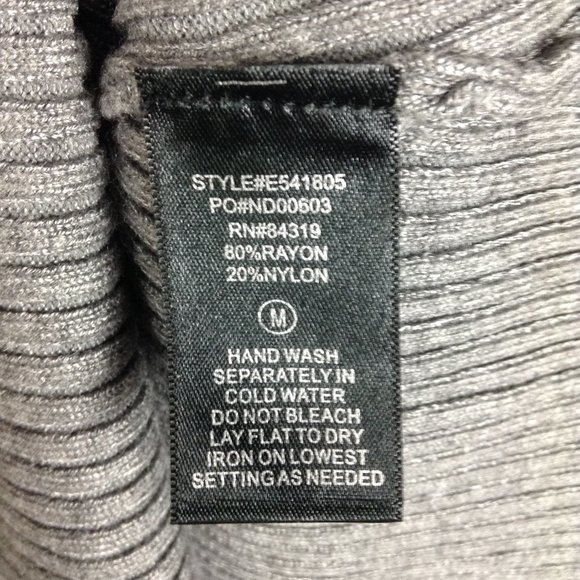 STYLE#E541805
PO#ND00603
RN#84319
80%RAYON
20%NYLON
M
HAND WASH
SEPARATELY IN
COLD WATER
DO NOT BLEACH
LAY FLAT TO DRY
IRON ON LOWEST
SETTING AS NEEDED